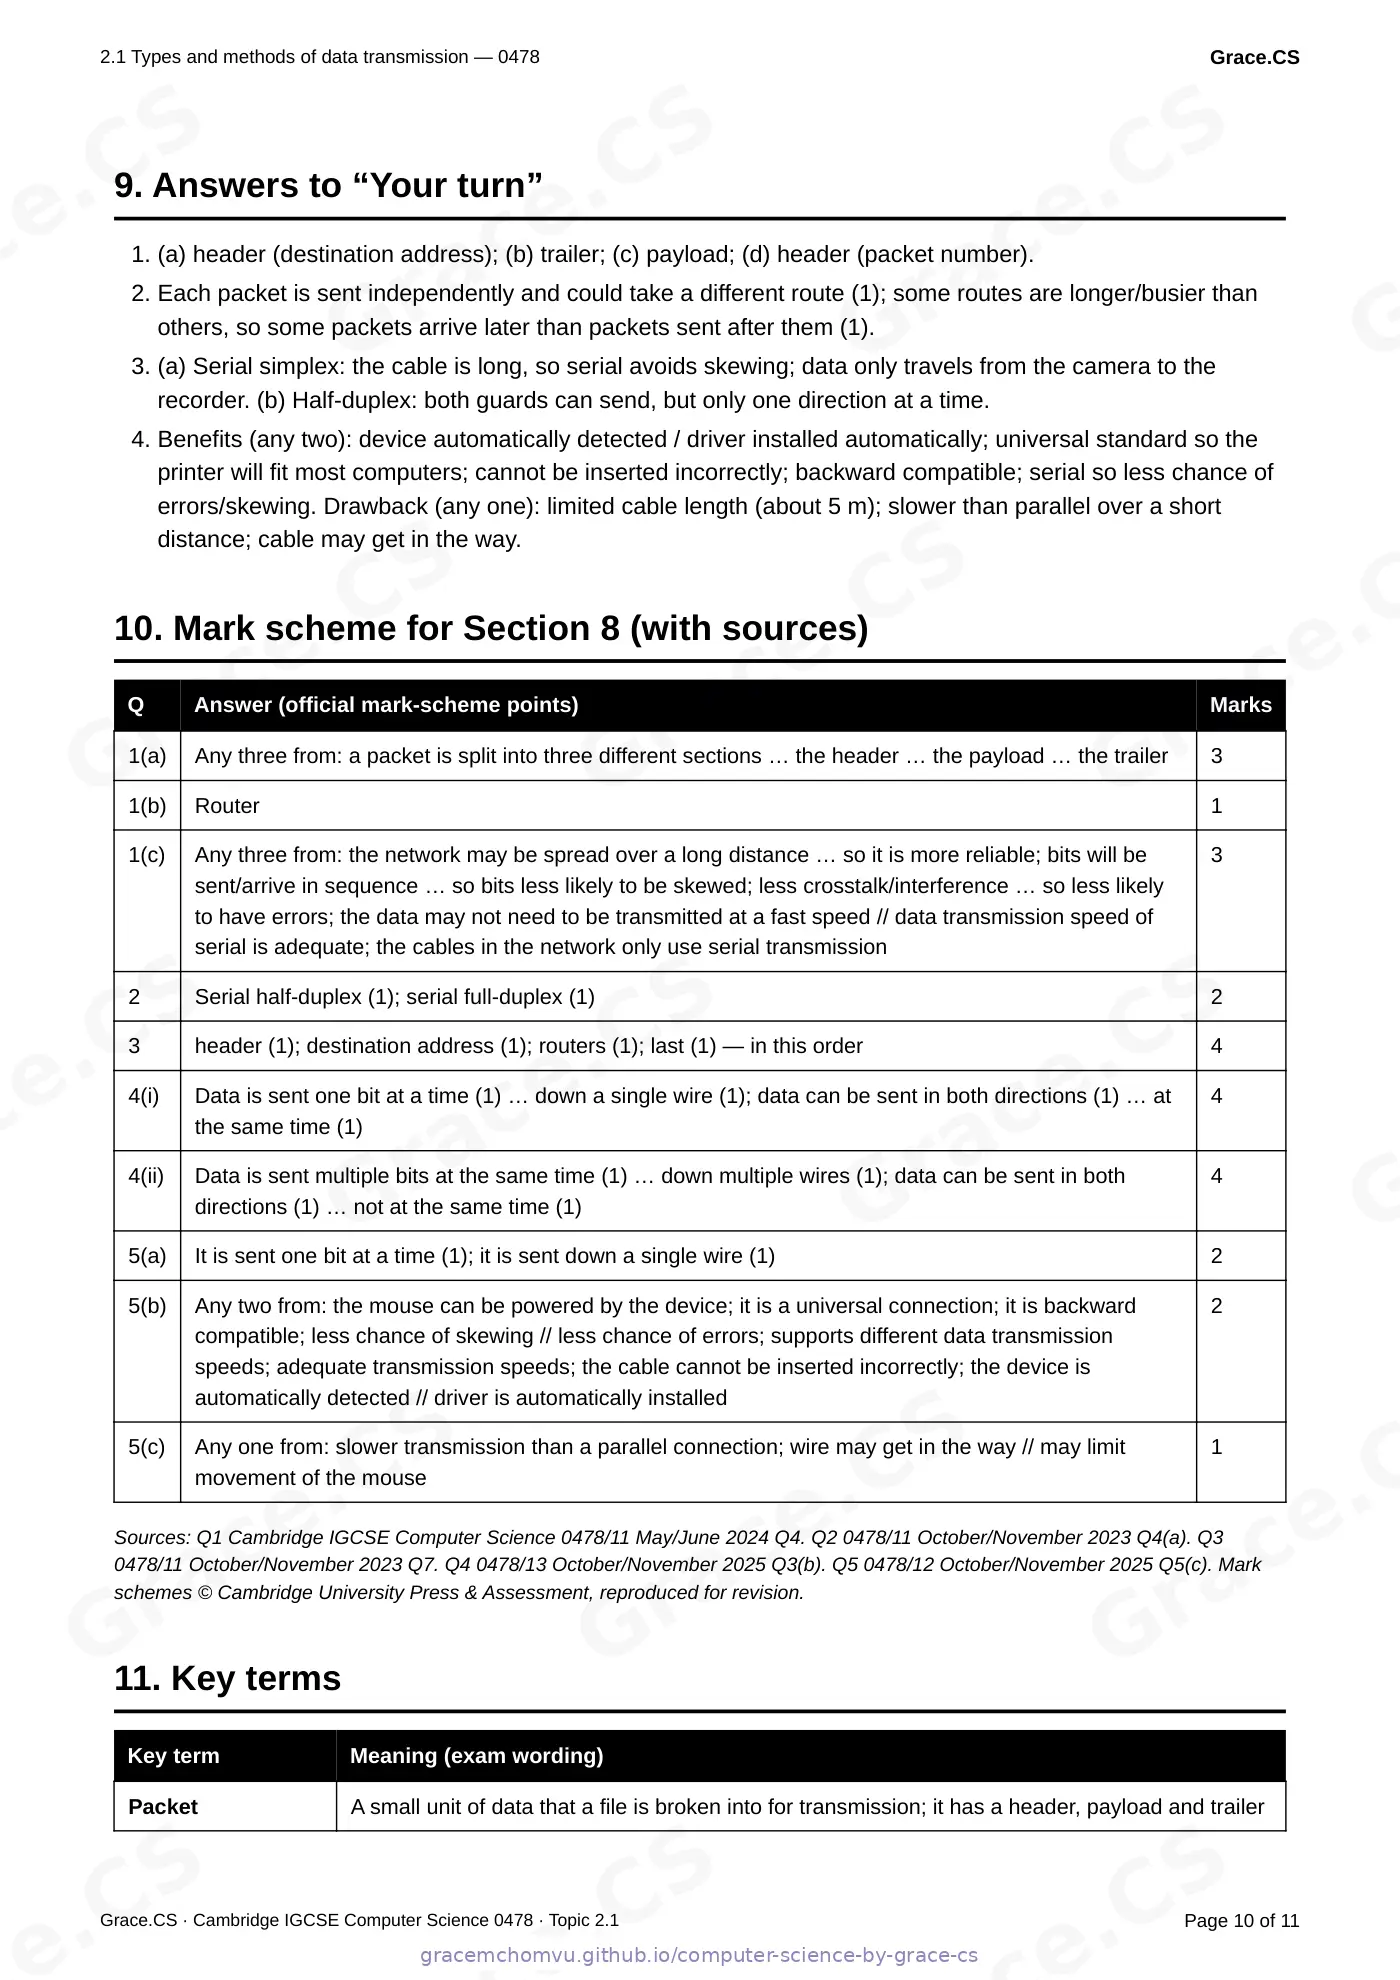 2.1 Types and methods of data transmission — 0478
Grace.CS
9. Answers to “Your turn”
1. (a) header (destination address); (b) trailer; (c) payload; (d) header (packet number).
2. Each packet is sent independently and could take a different route (1); some routes are longer/busier than
others, so some packets arrive later than packets sent after them (1).
3. (a) Serial simplex: the cable is long, so serial avoids skewing; data only travels from the camera to the
recorder. (b) Half-duplex: both guards can send, but only one direction at a time.
4. Benefits (any two): device automatically detected / driver installed automatically; universal standard so the
printer will fit most computers; cannot be inserted incorrectly; backward compatible; serial so less chance of
errors/skewing. Drawback (any one): limited cable length (about 5 m); slower than parallel over a short
distance; cable may get in the way.
10. Mark scheme for Section 8 (with sources)
Q Answer (official mark-scheme points) Marks
1(a) Any three from: a packet is split into three different sections … the header … the payload … the trailer 3
1(b) Router 1
1(c) Any three from: the network may be spread over a long distance … so it is more reliable; bits will be 3
sent/arrive in sequence … so bits less likely to be skewed; less crosstalk/interference … so less likely
to have errors; the data may not need to be transmitted at a fast speed // data transmission speed of
serial is adequate; the cables in the network only use serial transmission
2 Serial half-duplex (1); serial full-duplex (1) 2
3 header (1); destination address (1); routers (1); last (1) — in this order 4
4(i) Data is sent one bit at a time (1) … down a single wire (1); data can be sent in both directions (1) … at 4
the same time (1)
4(ii) Data is sent multiple bits at the same time (1) … down multiple wires (1); data can be sent in both 4
directions (1) … not at the same time (1)
5(a) It is sent one bit at a time (1); it is sent down a single wire (1) 2
5(b) Any two from: the mouse can be powered by the device; it is a universal connection; it is backward 2
compatible; less chance of skewing // less chance of errors; supports different data transmission
speeds; adequate transmission speeds; the cable cannot be inserted incorrectly; the device is
automatically detected // driver is automatically installed
5(c) Any one from: slower transmission than a parallel connection; wire may get in the way // may limit 1
movement of the mouse
Sources: Q1 Cambridge IGCSE Computer Science 0478/11 May/June 2024 Q4. Q2 0478/11 October/November 2023 Q4(a). Q3
0478/11 October/November 2023 Q7. Q4 0478/13 October/November 2025 Q3(b). Q5 0478/12 October/November 2025 Q5(c). Mark
schemes © Cambridge University Press & Assessment, reproduced for revision.
11. Key terms
Key term Meaning (exam wording)
Packet A small unit of data that a file is broken into for transmission; it has a header, payload and trailer
Grace.CS · Cambridge IGCSE Computer Science 0478 · Topic 2.1
Page 10 of 11
gracemchomvu.github.io/computer-science-by-grace-cs